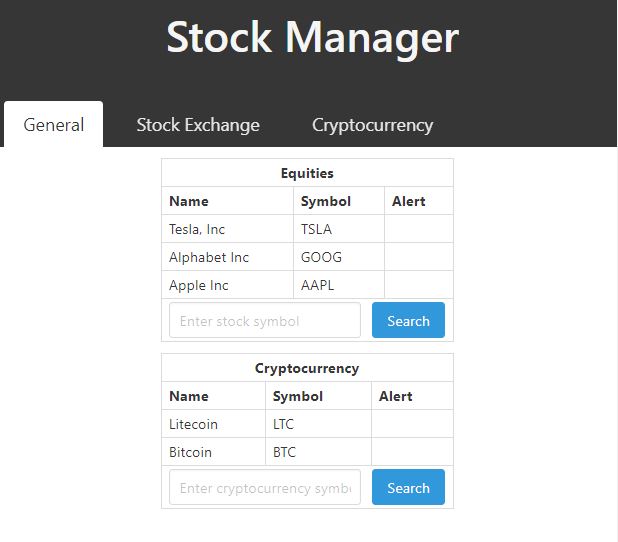 Stock Manager
General Stock Exchange Cryptocurrency
Equities
Name Symbol Alert
Tesla, Inc TSLA
Alphabet Inc GOOG
Apple Inc AAPL
Enter stock symbol Search
Cryptocurrency
Name Symbol Alert
Litecoin LTC
Bitcoin BTC
Enter cryptocurrency symb Search